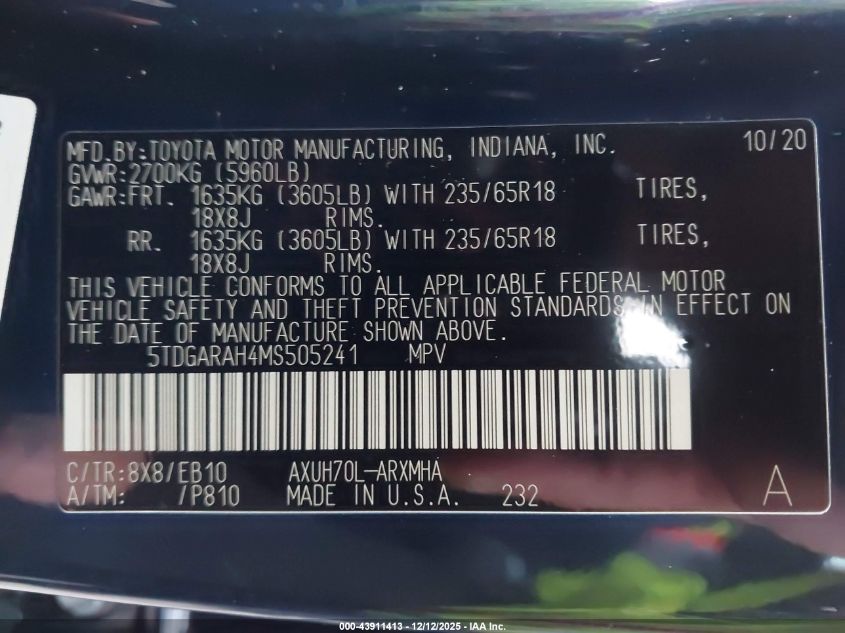 MFD.BY:TOYOTA MOTOR MANUFACTURING, INDIANA, INC. 10/20
GVWR:2700KG (5960LB)
GAWR:FRT. 1635KG (3605LB) WITH 235/65R18 TIRES,
18X8J RIMS.
RR. 1635KG (3605LB) WITH 235/65R18 TIRES,
18X8J RIMS.
THIS VEHICLE CONFORMS TO ALL APPLICABLE FEDERAL MOTOR
VEHICLE SAFETY AND THEFT PREVENTION STANDARDS IN EFFECT ON
THE DATE OF MANUFACTURE SHOWN ABOVE.
5TDGARAH4MS505241 MPV
C/TR:8X8/EB10 AXUH70L-ARXMHA
A/TM: /P810 MADE IN U.S.A. 232 A
000-43911413 - 12/12/2025 - IAA Inc.